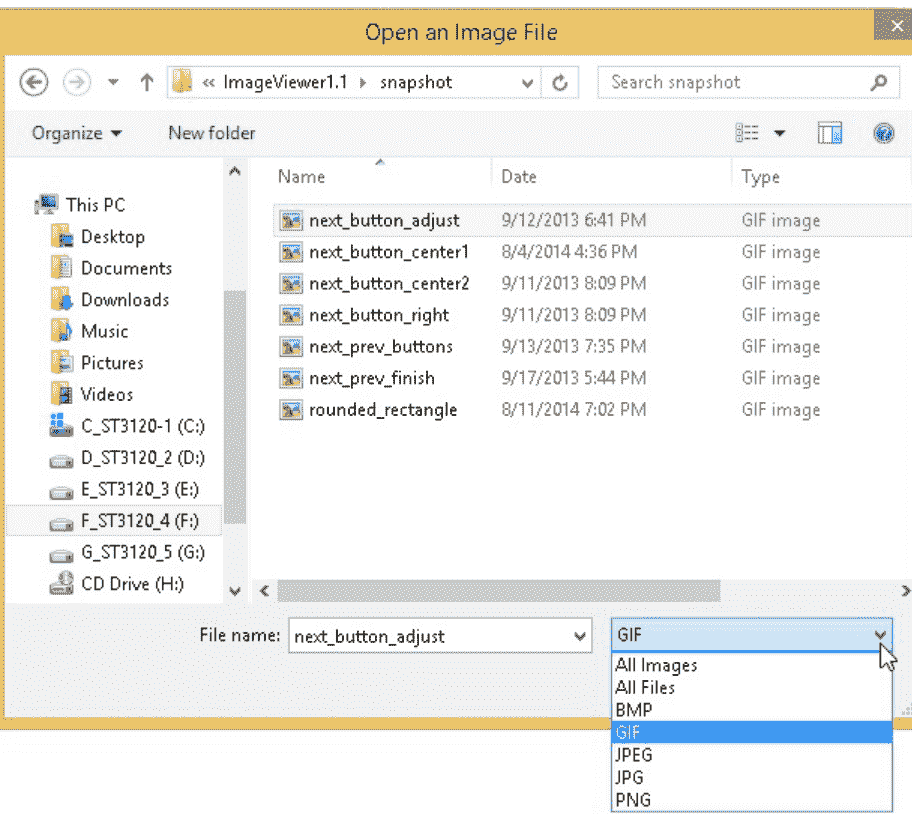 Open an Image File
« ImageViewer1.1 snapshot Search snapshot
Organize New folder
Name Date Type
This PC
Desktop
Documents
Downloads
Music
Pictures
Videos
C_ST3120-1 (C:)
D_ST3120_2 (D:)
E_ST3120_3 (E:)
F_ST3120_4 (F:)
G_ST3120_5 (G:)
CD Drive (H:)
next_button_adjust 9/12/2013 6:41 PM GIF image
next_button_center1 8/4/2014 4:36 PM GIF image
next_button_center2 9/11/2013 8:09 PM GIF image
next_button_right 9/11/2013 8:09 PM GIF image
next_prev_buttons 9/13/2013 7:35 PM GIF image
next_prev_finish 9/17/2013 5:44 PM GIF image
rounded_rectangle 8/11/2014 7:02 PM GIF image
File name: next_button_adjust GIF
All Images
All Files
BMP
GIF
JPEG
JPG
PNG